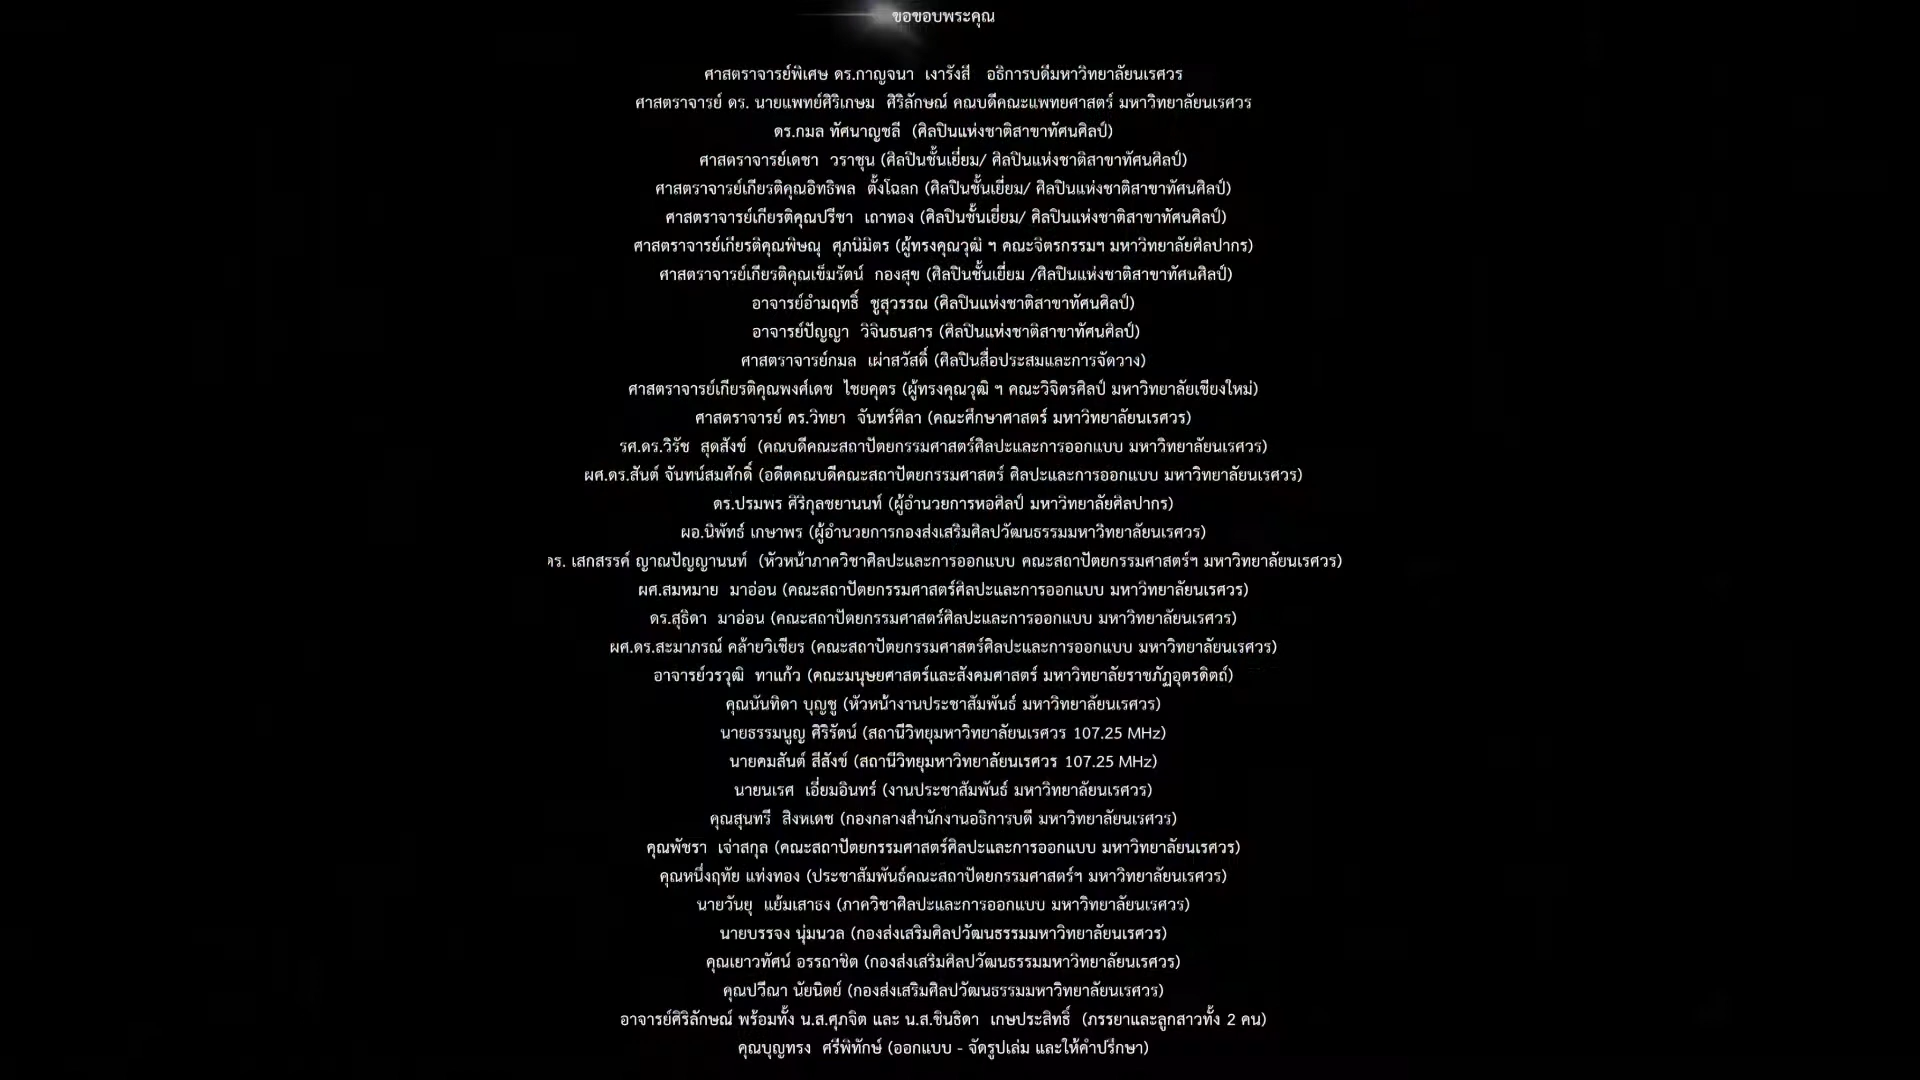 ขอขอบพระคุณ
ศาสตราจารย์พิเศษ ดร.กาญจนา เงารังสี อธิการบดีมหาวิทยาลัยนเรศวร
ศาสตราจารย์ ดร. นายแพทย์ศิริเกษม ศิริลักษณ์ คณบดีคณะแพทยศาสตร์ มหาวิทยาลัยนเรศวร
ดร.กมล ทัศนาญชลี (ศิลปินแห่งชาติสาขาทัศนศิลป์)
ศาสตราจารย์เดชา วราชุน (ศิลปินชั้นเยี่ยม/ ศิลปินแห่งชาติสาขาทัศนศิลป์)
ศาสตราจารย์เกียรติคุณอิทธิพล ตั้งโฉลก (ศิลปินชั้นเยี่ยม/ ศิลปินแห่งชาติสาขาทัศนศิลป์)
ศาสตราจารย์เกียรติคุณปรีชา เถาทอง (ศิลปินชั้นเยี่ยม/ ศิลปินแห่งชาติสาขาทัศนศิลป์)
ศาสตราจารย์เกียรติคุณพิษณุ ศุภนิมิตร (ผู้ทรงคุณวุฒิ ฯ คณะจิตรกรรมฯ มหาวิทยาลัยศิลปากร)
ศาสตราจารย์เกียรติคุณเข็มรัตน์ กองสุข (ศิลปินชั้นเยี่ยม /ศิลปินแห่งชาติสาขาทัศนศิลป์)
อาจารย์อำมฤทธิ์ ชูสุวรรณ (ศิลปินแห่งชาติสาขาทัศนศิลป์)
อาจารย์ปัญญา วิจินธนสาร (ศิลปินแห่งชาติสาขาทัศนศิลป์)
ศาสตราจารย์กมล เผ่าสวัสดิ์ (ศิลปินสื่อประสมและการจัดวาง)
ศาสตราจารย์เกียรติคุณพงศ์เดช ไชยคุตร (ผู้ทรงคุณวุฒิ ฯ คณะวิจิตรศิลป์ มหาวิทยาลัยเชียงใหม่)
ศาสตราจารย์ ดร.วิทยา จันทร์ศิลา (คณะศึกษาศาสตร์ มหาวิทยาลัยนเรศวร)
รศ.ดร.วิรัช สุดสังข์ (คณบดีคณะสถาปัตยกรรมศาสตร์ศิลปะและการออกแบบ มหาวิทยาลัยนเรศวร)
ผศ.ดร.สันต์ จันทน์สมศักดิ์ (อดีตคณบดีคณะสถาปัตยกรรมศาสตร์ ศิลปะและการออกแบบ มหาวิทยาลัยนเรศวร)
ดร.ปรมพร ศิริกุลชยานนท์ (ผู้อำนวยการหอศิลป์ มหาวิทยาลัยศิลปากร)
ผอ.นิพัทธ์ เกษาพร (ผู้อำนวยการกองส่งเสริมศิลปวัฒนธรรมมหาวิทยาลัยนเรศวร)
เสกสรรค์ ญาณปัญญานนท์ (หัวหน้าภาควิชาศิลปะและการออกแบบ คณะสถาปัตยกรรมศาสตร์ฯ มหาวิทยาลัยนเรศวร)
ผศ.สมหมาย มาอ่อน (คณะสถาปัตยกรรมศาสตร์ศิลปะและการออกแบบ มหาวิทยาลัยนเรศวร)
ดร.สุธิดา มาอ่อน (คณะสถาปัตยกรรมศาสตร์ศิลปะและการออกแบบ มหาวิทยาลัยนเรศวร)
ผศ.ดร.สะมาภรณ์ คล้ายวิเชียร (คณะสถาปัตยกรรมศาสตร์ศิลปะและการออกแบบ มหาวิทยาลัยนเรศวร)
อาจารย์วรวุฒิ ทาแก้ว (คณะมนุษยศาสตร์และสังคมศาสตร์ มหาวิทยาลัยราชภัฏอุตรดิตถ์)
คุณนันทิดา บุญชู (หัวหน้างานประชาสัมพันธ์ มหาวิทยาลัยนเรศวร)
นายธรรมนูญ ศิริรัตน์ (สถานีวิทยุมหาวิทยาลัยนเรศวร 107.25 MHz)
นายคมสันต์ สีสังข์ (สถานีวิทยุมหาวิทยาลัยนเรศวร 107.25 MHz)
นายนเรศ เอี่ยมอินทร์ (งานประชาสัมพันธ์ มหาวิทยาลัยนเรศวร)
คุณสุนทรี สิงหเดช (กองกลางสำนักงานอธิการบดี มหาวิทยาลัยนเรศวร)
คุณพัชรา เจ่าสกุล (คณะสถาปัตยกรรมศาสตร์ศิลปะและการออกแบบ มหาวิทยาลัยนเรศวร)
คุณหนึ่งฤทัย แท่งทอง (ประชาสัมพันธ์คณะสถาปัตยกรรมศาสตร์ฯ มหาวิทยาลัยนเรศวร)
นายวันยุ แย้มเสาธง (ภาควิชาศิลปะและการออกแบบ มหาวิทยาลัยนเรศวร)
นายบรรจง นุ่มนวล (กองส่งเสริมศิลปวัฒนธรรมมหาวิทยาลัยนเรศวร)
คุณเยาวทัศน์ อรรถาชิต (กองส่งเสริมศิลปวัฒนธรรมมหาวิทยาลัยนเรศวร)
คุณปวีณา นัยนิตย์ (กองส่งเสริมศิลปวัฒนธรรมมหาวิทยาลัยนเรศวร)
อาจารย์ศิริลักษณ์ พร้อมทั้ง น.ส.ศุภจิต และ น.ส.ชินธิดา เกษประสิทธิ์ (ภรรยาและลูกสาวทั้ง 2 คน)
คุณบุญทรง ศรีพิทักษ์ (ออกแบบ - จัดรูปเล่ม และให้คำปรึกษา)